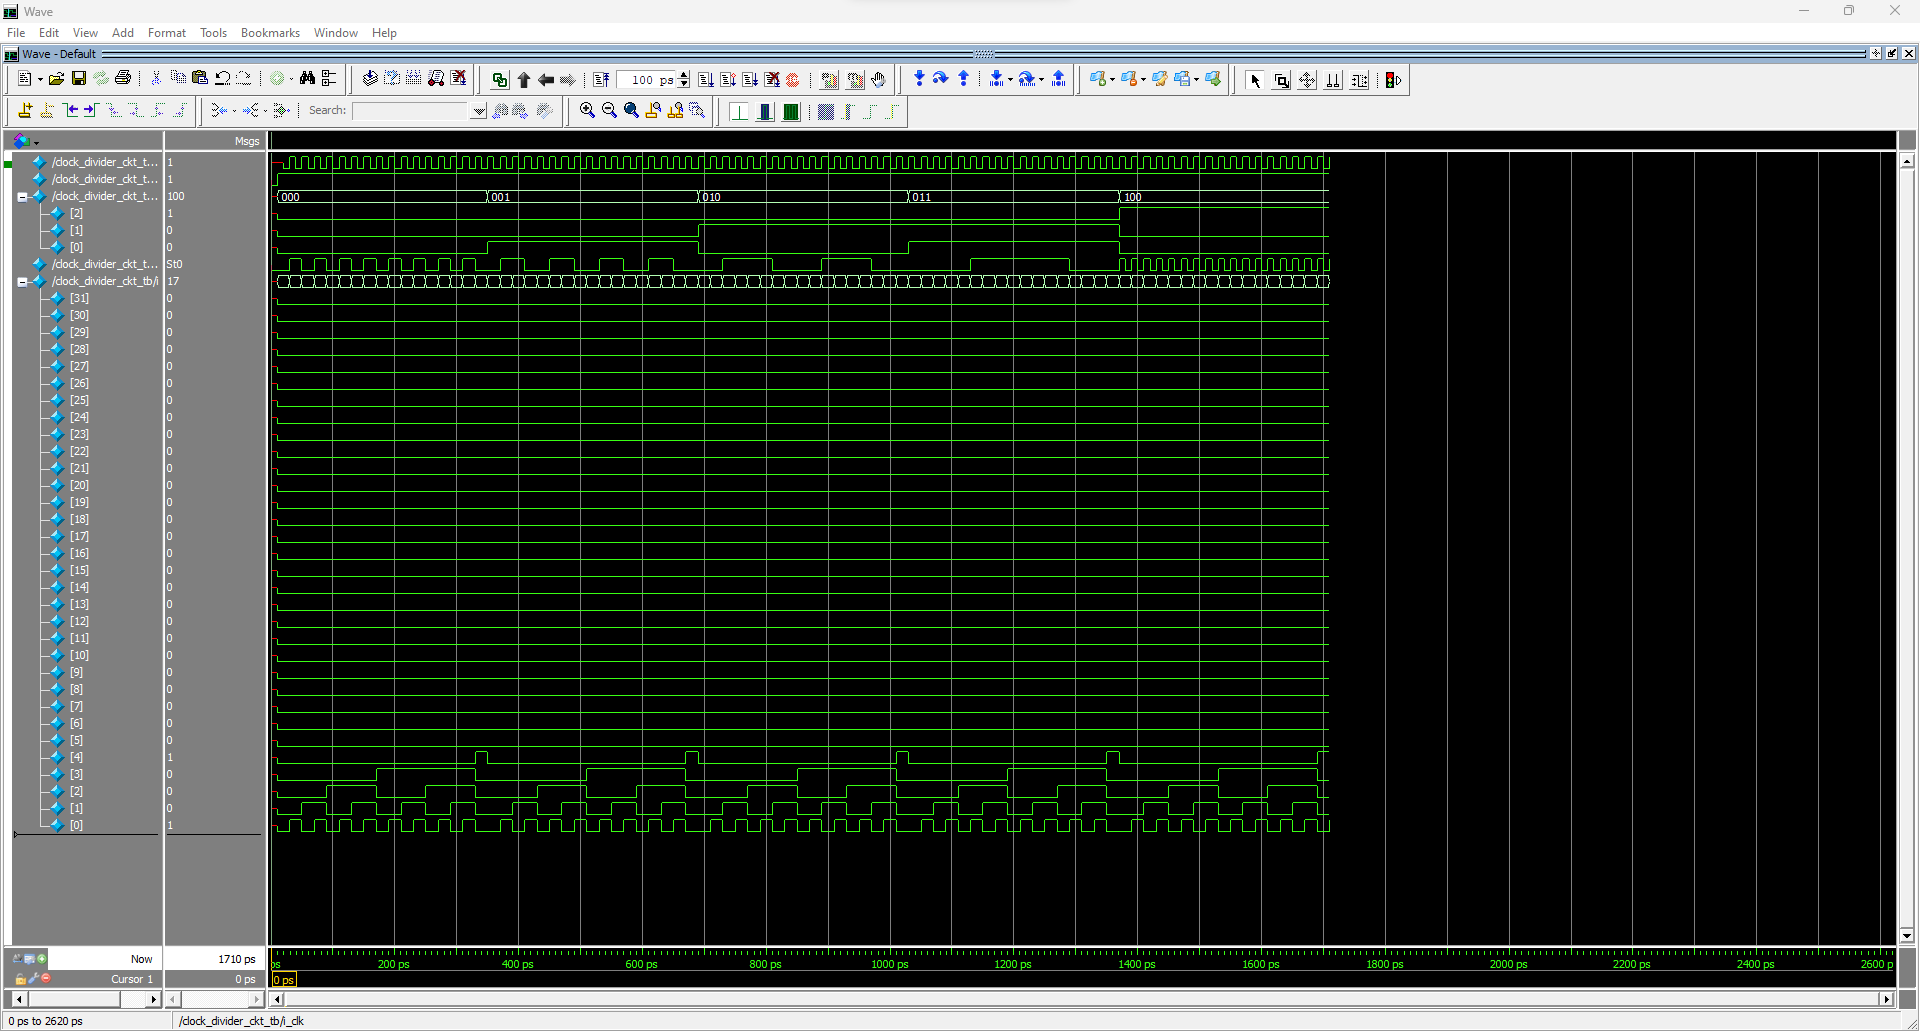 Wave
File Edit View Add Format Tools Bookmarks Window Help
Wave - Default
100 ps
Search:
Msgs
/clock_divider_ckt_t... 1
/clock_divider_ckt_t... 1
/clock_divider_ckt_t... 100 000 001 010 011 100
[2] 1
[1] 0
[0] 0
/clock_divider_ckt_t... St0
/clock_divider_ckt_tb/i 17
[31] 0
[30] 0
[29] 0
[28] 0
[27] 0
[26] 0
[25] 0
[24] 0
[23] 0
[22] 0
[21] 0
[20] 0
[19] 0
[18] 0
[17] 0
[16] 0
[15] 0
[14] 0
[13] 0
[12] 0
[11] 0
[10] 0
[9] 0
[8] 0
[7] 0
[6] 0
[5] 0
[4] 1
[3] 0
[2] 0
[1] 0
[0] 1
Now 1710 ps ps 200 ps 400 ps 600 ps 800 ps 1000 ps 1200 ps 1400 ps 1600 ps 1800 ps 2000 ps 2200 ps 2400 ps 2600 p
Cursor 1 0 ps 0 ps
0 ps to 2620 ps /clock_divider_ckt_tb/i_clk